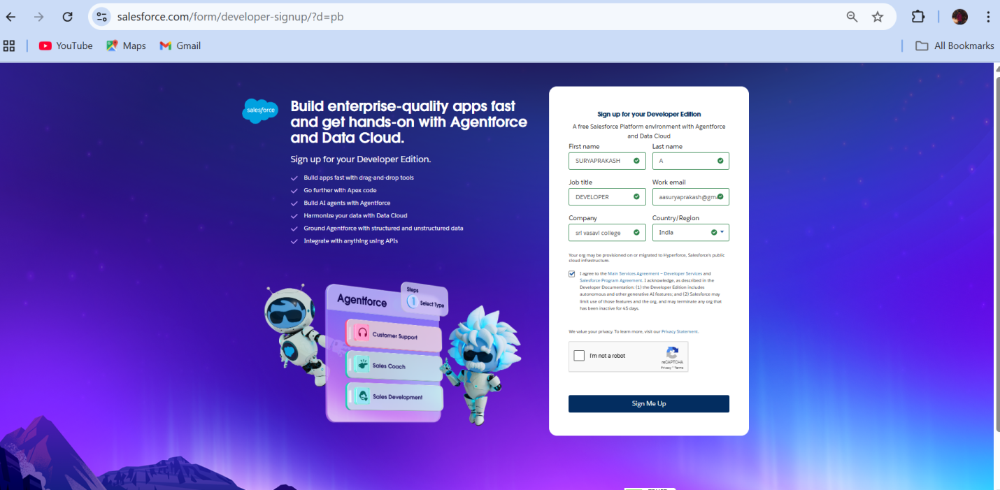 salesforce.com/form/developer-signup/?d=pb
YouTube
Maps
Gmail
All Bookmarks
salesforce
Build enterprise-quality apps fast
and get hands-on with Agentforce
and Data Cloud.
Sign up for your Developer Edition.
Build apps fast with drag-and-drop tools
Go further with Apex code
Build AI agents with Agentforce
Harmonize your data with Data Cloud
Ground Agentforce with structured and unstructured data
Integrate with anything using APIs
Agentforce
Steps
1 Select Type
Customer Support
Sales Coach
Sales Development
Sign up for your Developer Edition
A free Salesforce Platform environment with Agentforce
and Data Cloud
First name Last name
SURYAPRAKASH A
Job title Work email
DEVELOPER aasuryaprakash@gma
Company Country/Region
sri vasavi college India
Your org may be provisioned on or migrated to Hyperforce, Salesforce's public
cloud infrastructure.
I agree to the Main Services Agreement – Developer Services and
Salesforce Program Agreement. I acknowledge, as described in the
Developer Documentation: (1) the Developer Edition includes
autonomous and other generative AI features; and (2) Salesforce may
limit use of those features and the org, and may terminate any org that
has been inactive for 45 days.
We value your privacy. To learn more, visit our Privacy Statement.
I'm not a robot
reCAPTCHA
Privacy - Terms
Sign Me Up